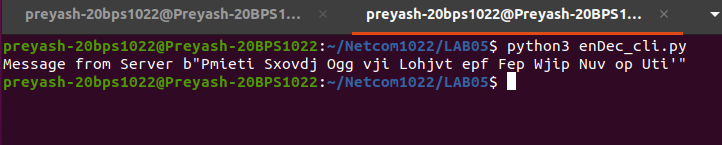 preyash-20bps1022@Preyash-20BPS1... × preyash-20bps1022@Preyash-20BPS1... ×
preyash-20bps1022@Preyash-20BPS1022:~/Netcom1022/LAB05$ python3 enDec_cli.py
Message from Server b"Pmieti Sxovdj Ogg vji Lohjvt epf Fep Wjip Nuv op Uti'"
preyash-20bps1022@Preyash-20BPS1022:~/Netcom1022/LAB05$